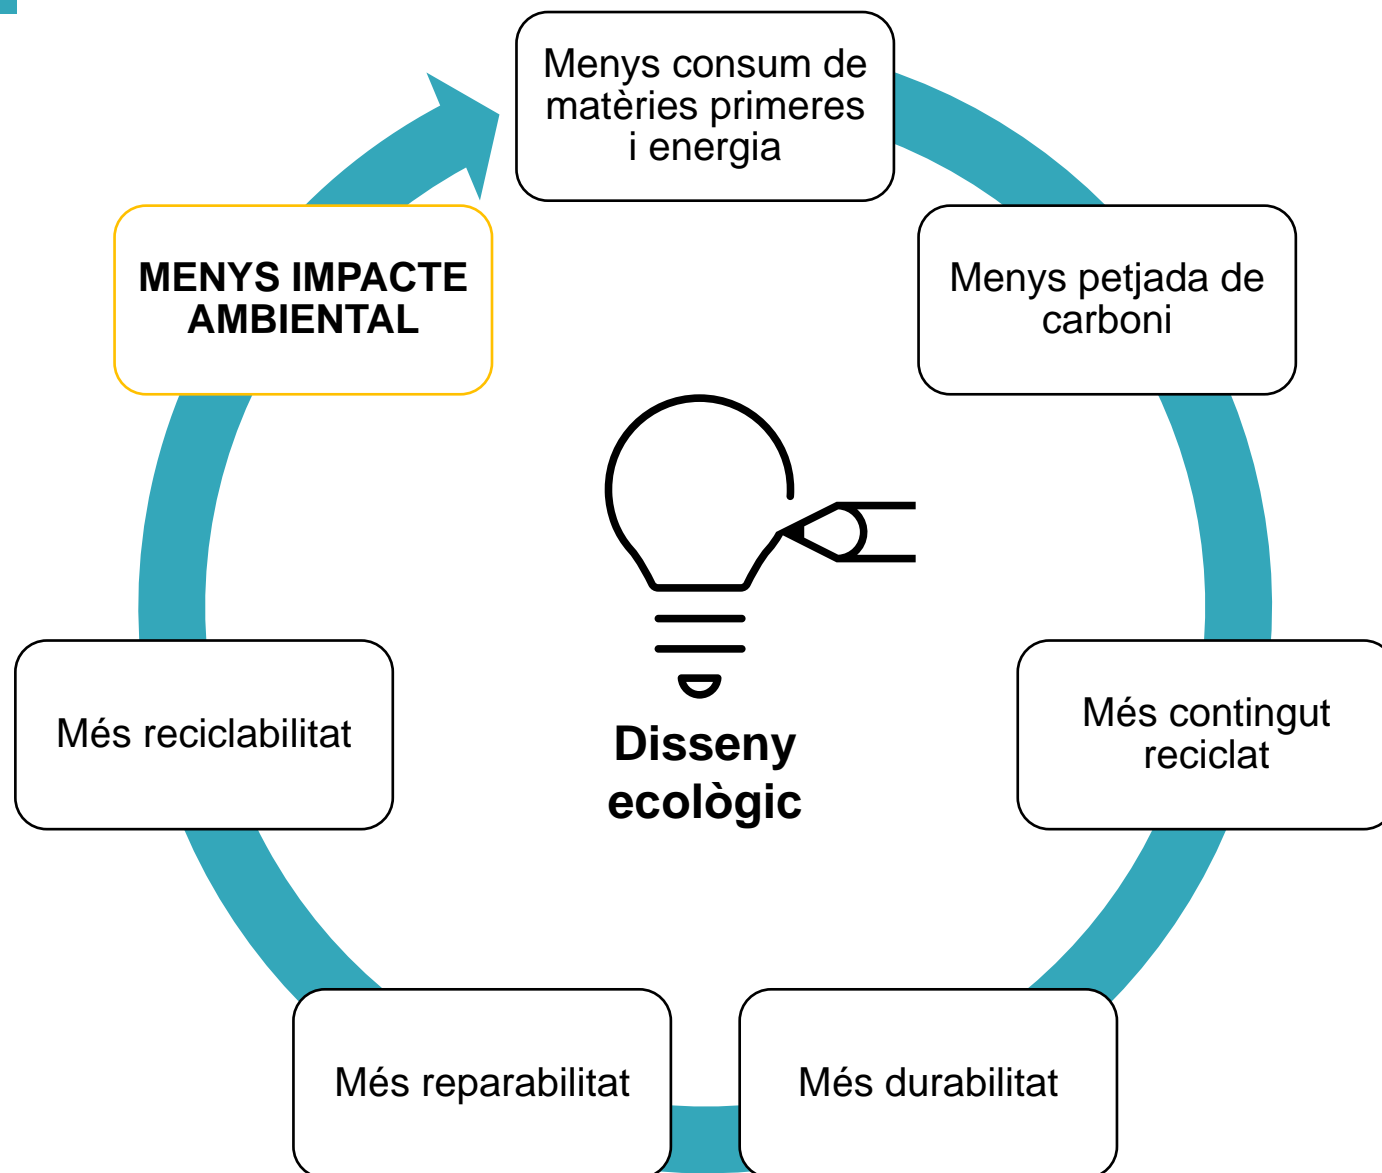 Menys consum de
matèries primeres
i energia
Menys petjada de
carboni
Més contingut
reciclat
Més durabilitat
Més reparabilitat
Més reciclabilitat
MENYS IMPACTE
AMBIENTAL
Disseny
ecològic